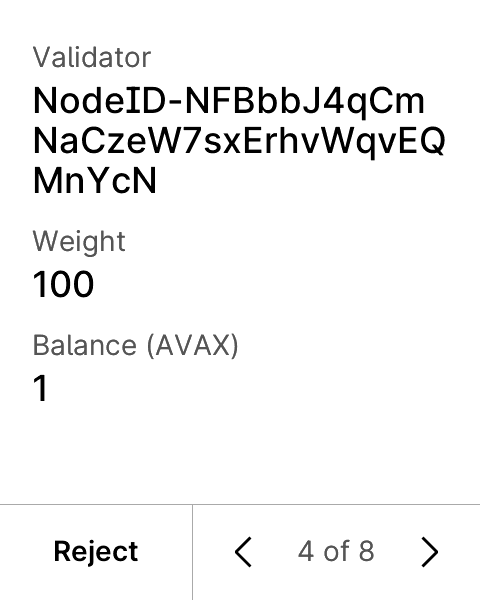 Validator
NodeID-NFBbbJ4qCm
NaCzeW7sxErhvWqvEQ
MnYcN
Weight
100
Balance (AVAX)
1
Reject
4 of 8